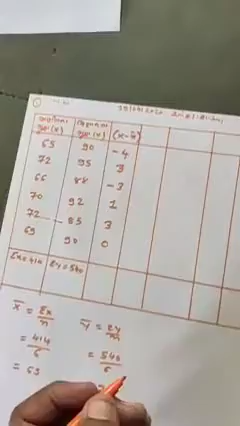 (x-x̄)
65 90 -4
72 95 3
66 88 -3
70 92 1
72 85 3
69 90 0
Σx=414 Σy=540
x̄ = Σx/n ȳ = Σy/n
= 414/6 = 540/6
= 69